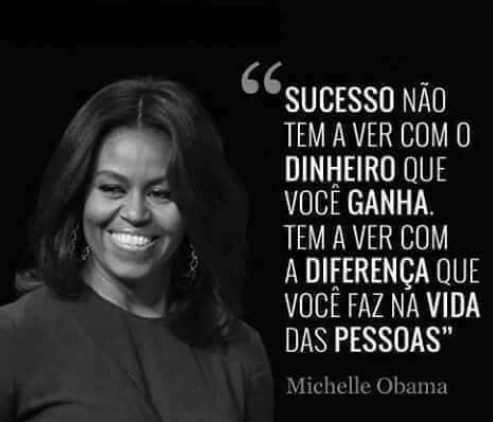 “SUCESSO NÃO
TEM A VER COM O
DINHEIRO QUE
VOCÊ GANHA.
TEM A VER COM
A DIFERENÇA QUE
VOCÊ FAZ NA VIDA
DAS PESSOAS”
Michelle Obama